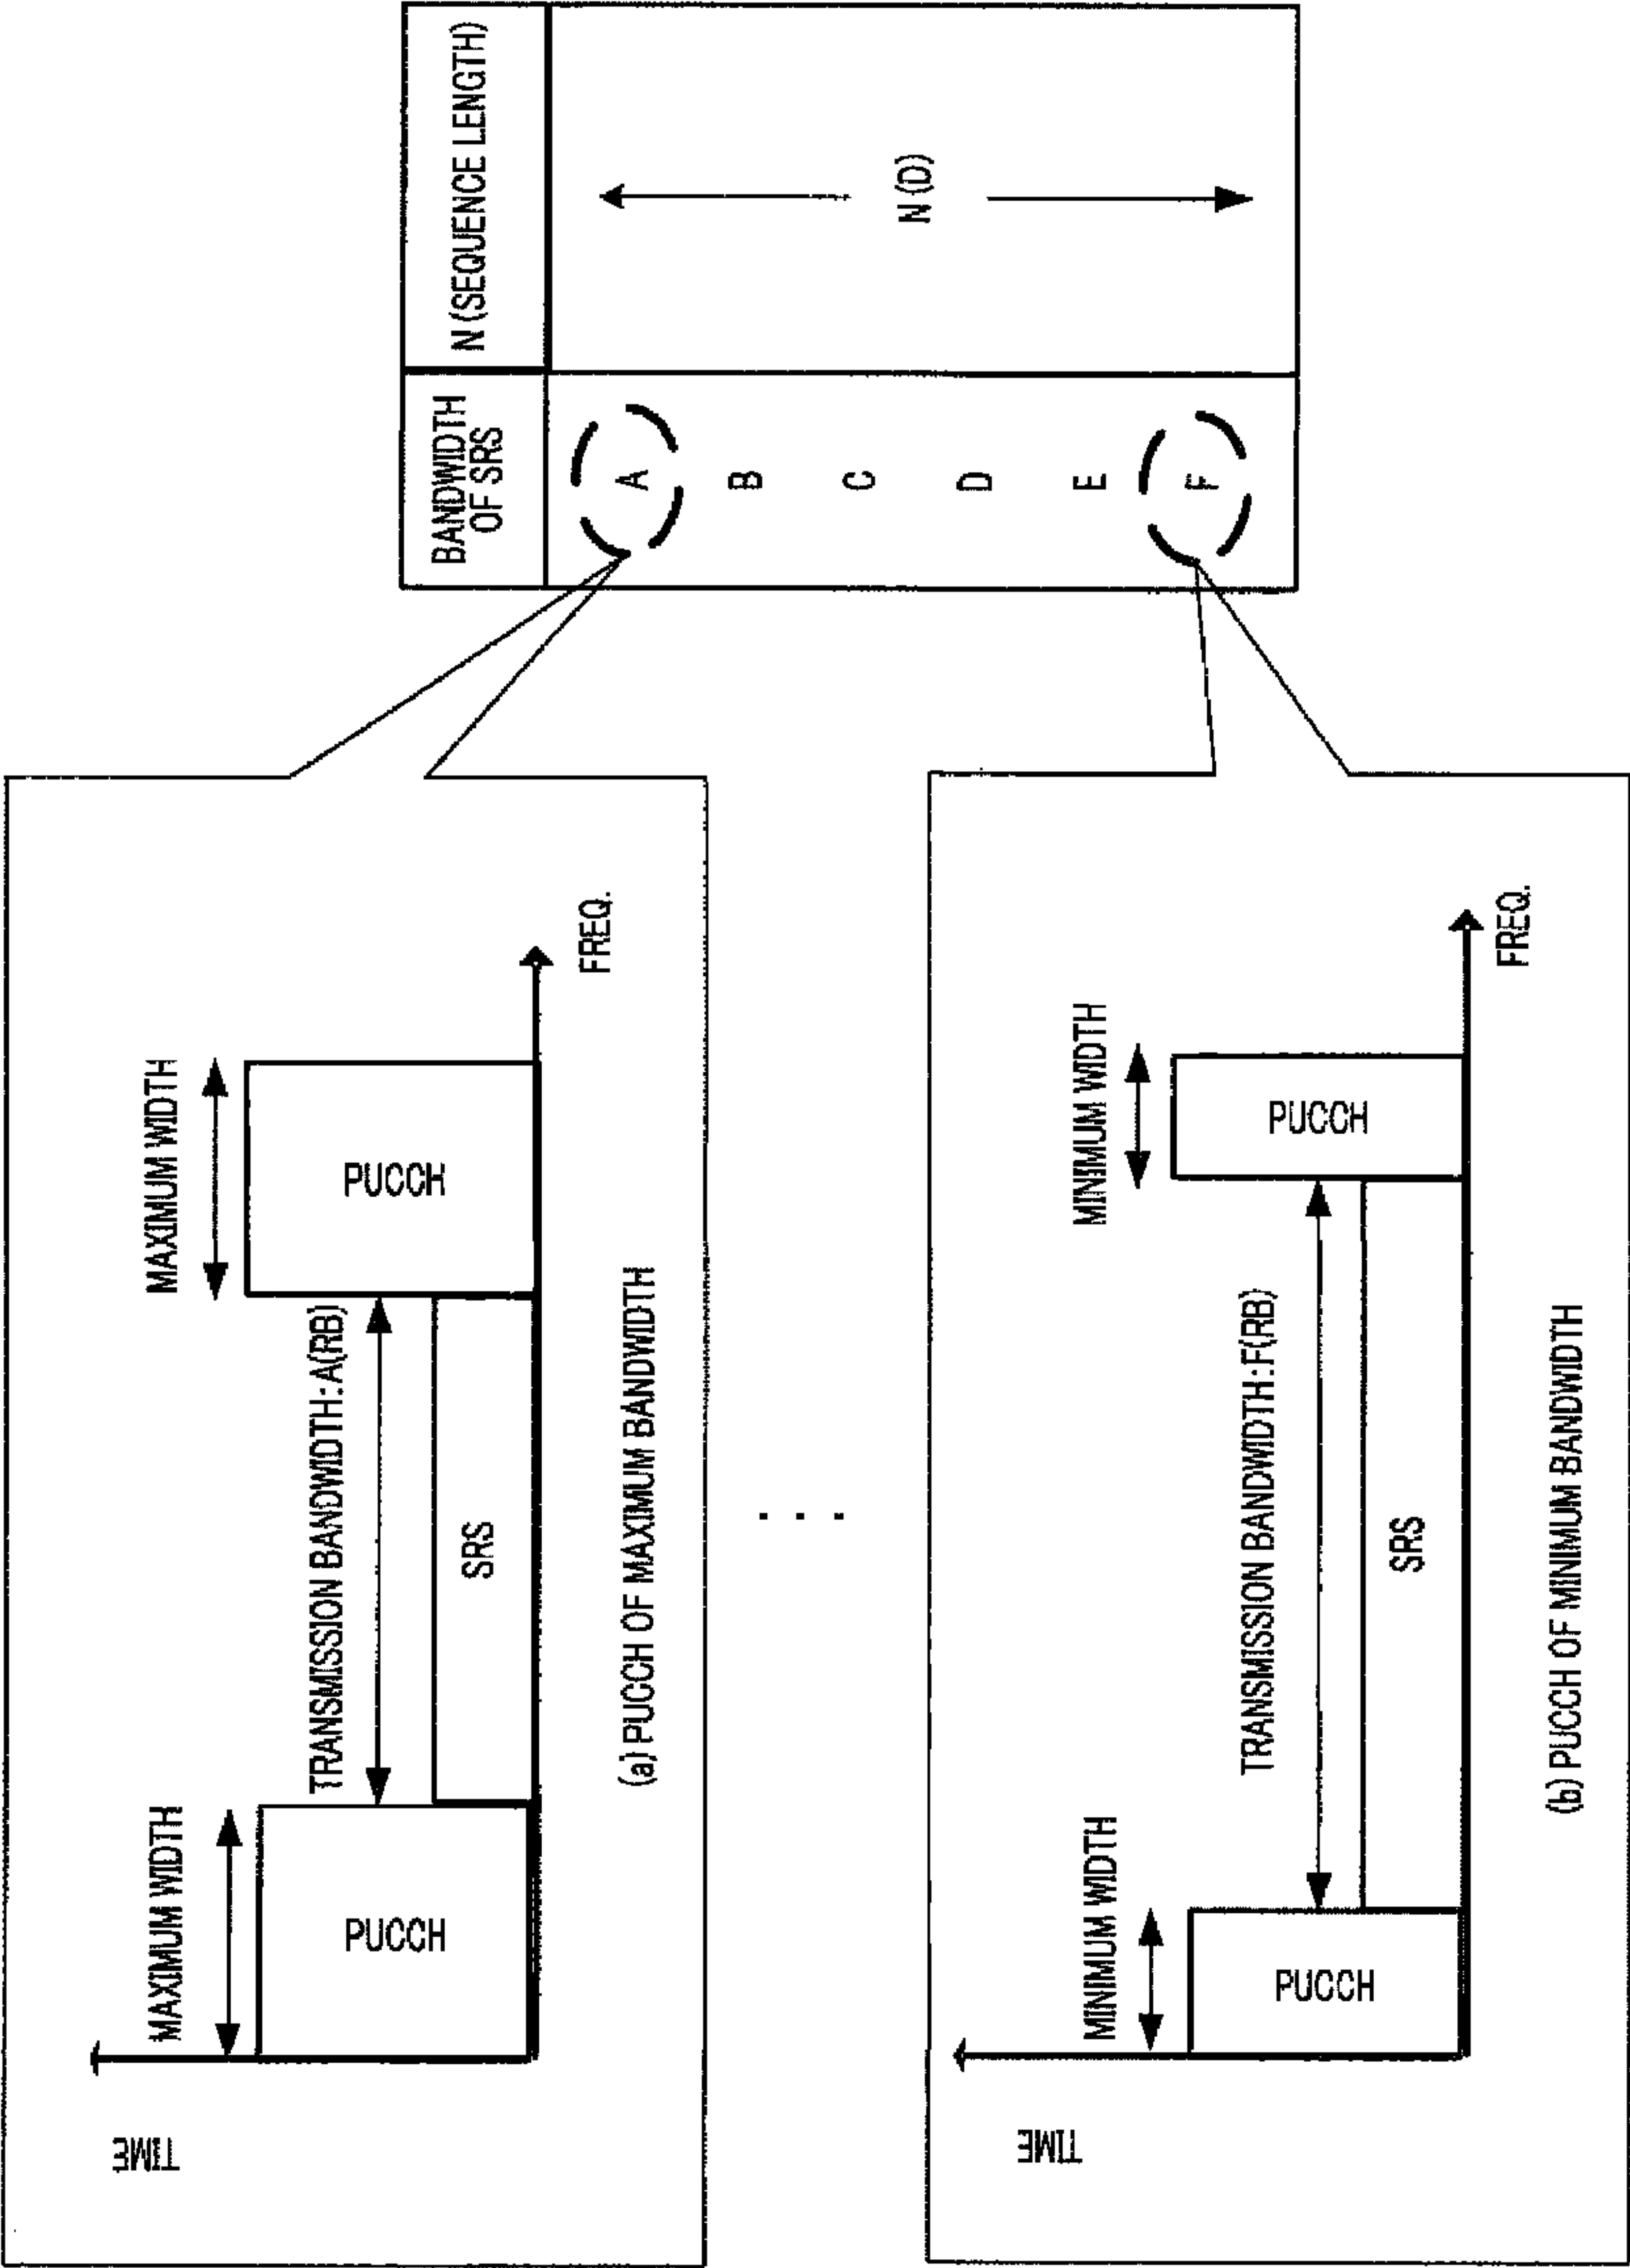 TIME
MAXIMUM WIDTH
MAXIMUM WIDTH
TRANSMISSION BANDWIDTH:A(RB)
PUCCH
SRS
PUCCH
FREQ.
(a) PUCCH OF MAXIMUM BANDWIDTH
. . .
TIME
MINIMUM WIDTH
MINIMUM WIDTH
TRANSMISSION BANDWIDTH:F(RB)
PUCCH
SRS
PUCCH
FREQ.
(b) PUCCH OF MINIMUM BANDWIDTH
BANDWIDTH
OF SRS
N (SEQUENCE LENGTH)
A
B
C
D
E
F
N (D)